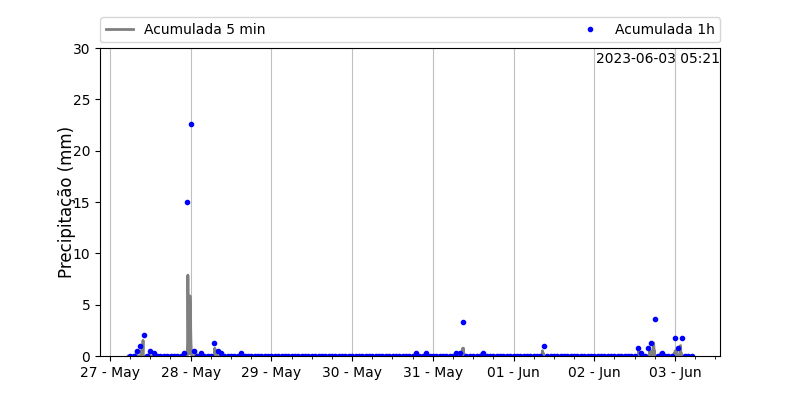 Acumulada 5 min
Acumulada 1h
2023-06-03 05:21
Precipitação (mm)
30
25
20
15
10
5
0
27 - May 28 - May 29 - May 30 - May 31 - May 01 - Jun 02 - Jun 03 - Jun